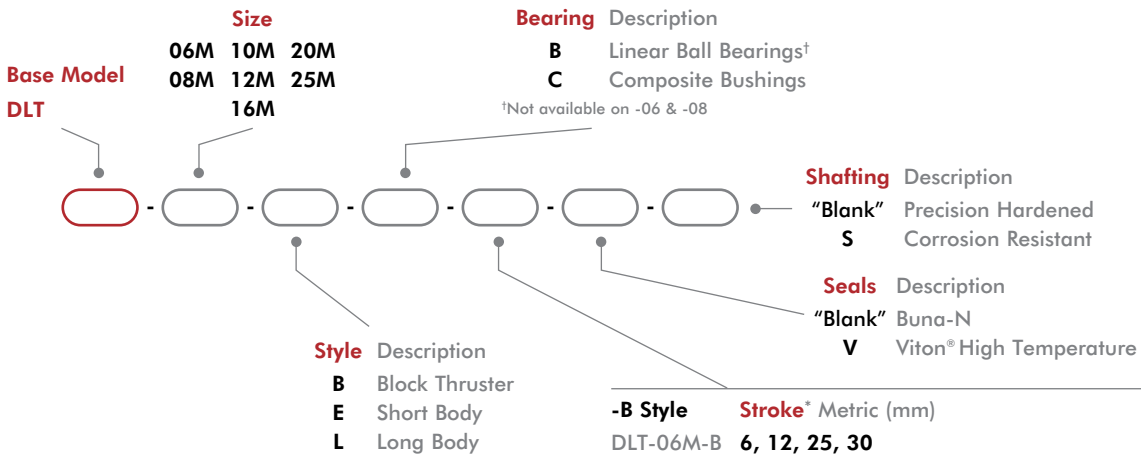 Size
06M 10M 20M
08M 12M 25M
16M
Base Model
DLT
Bearing Description
B Linear Ball Bearings†
C Composite Bushings
†Not available on -06 & -08
- - - - - -
Shafting Description
"Blank" Precision Hardened
S Corrosion Resistant
Seals Description
"Blank" Buna-N
V Viton® High Temperature
Style Description
B Block Thruster
E Short Body
L Long Body
-B Style Stroke* Metric (mm)
DLT-06M-B 6, 12, 25, 30